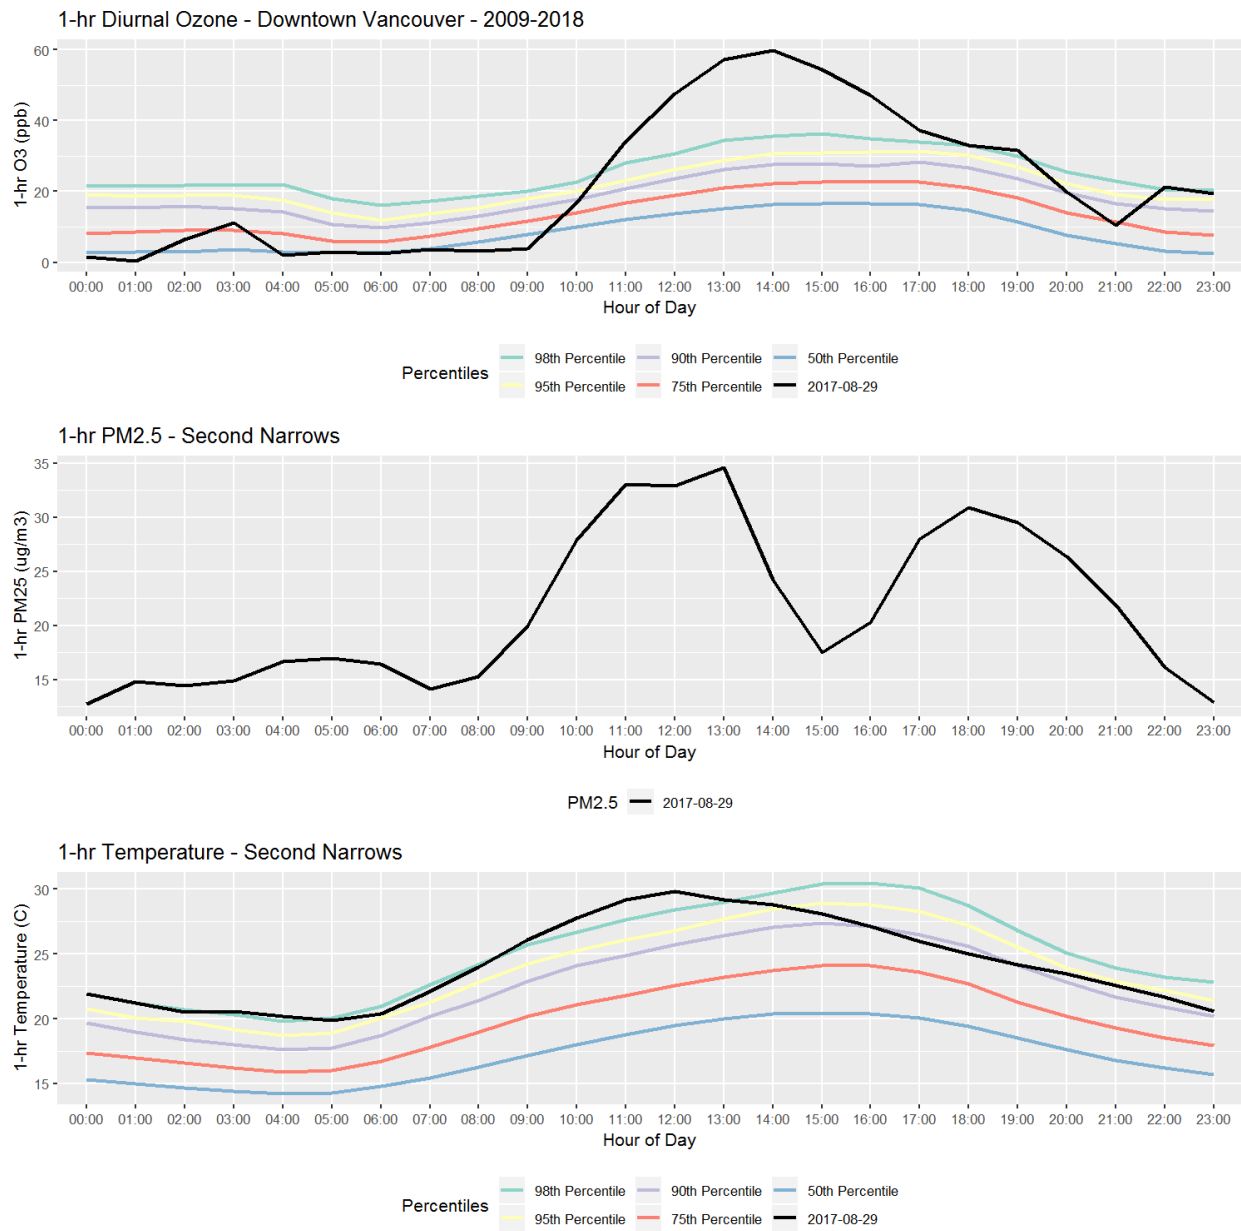 1-hr Diurnal Ozone - Downtown Vancouver - 2009-2018
1-hr O3 (ppb)
60
40
20
0
00:00 01:00 02:00 03:00 04:00 05:00 06:00 07:00 08:00 09:00 10:00 11:00 12:00 13:00 14:00 15:00 16:00 17:00 18:00 19:00 20:00 21:00 22:00 23:00
Hour of Day
Percentiles
98th Percentile 90th Percentile 50th Percentile
95th Percentile 75th Percentile 2017-08-29
1-hr PM2.5 - Second Narrows
1-hr PM25 (ug/m3)
35
30
25
20
15
00:00 01:00 02:00 03:00 04:00 05:00 06:00 07:00 08:00 09:00 10:00 11:00 12:00 13:00 14:00 15:00 16:00 17:00 18:00 19:00 20:00 21:00 22:00 23:00
Hour of Day
PM2.5 2017-08-29
1-hr Temperature - Second Narrows
1-hr Temperature (C)
30
25
20
15
00:00 01:00 02:00 03:00 04:00 05:00 06:00 07:00 08:00 09:00 10:00 11:00 12:00 13:00 14:00 15:00 16:00 17:00 18:00 19:00 20:00 21:00 22:00 23:00
Hour of Day
Percentiles
98th Percentile 90th Percentile 50th Percentile
95th Percentile 75th Percentile 2017-08-29